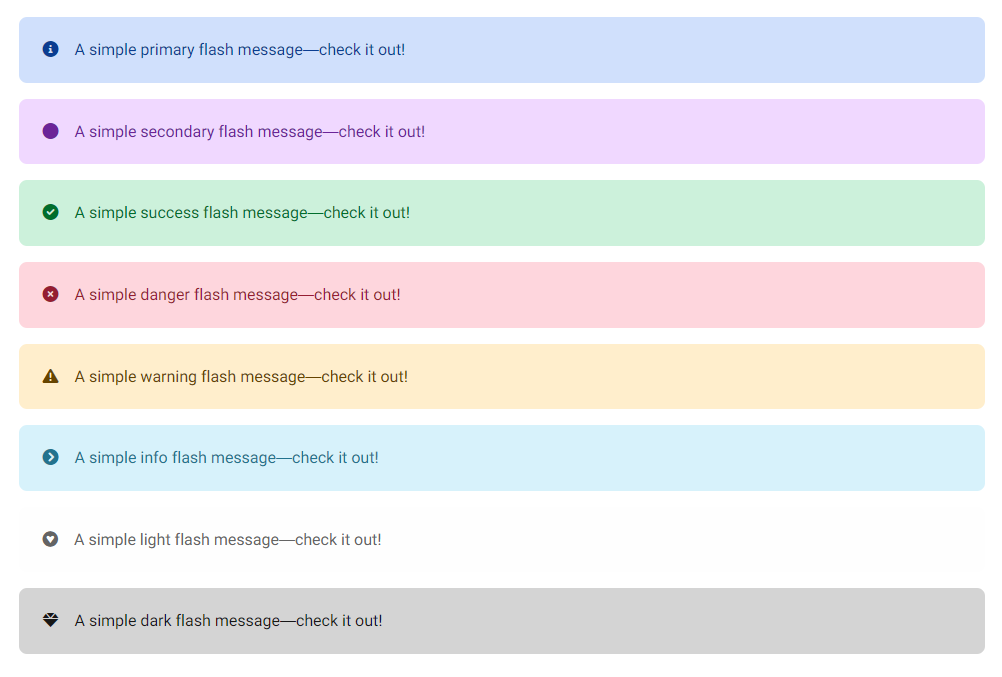 A simple primary flash message—check it out!
A simple secondary flash message—check it out!
A simple success flash message—check it out!
A simple danger flash message—check it out!
A simple warning flash message—check it out!
A simple info flash message—check it out!
A simple light flash message—check it out!
A simple dark flash message—check it out!